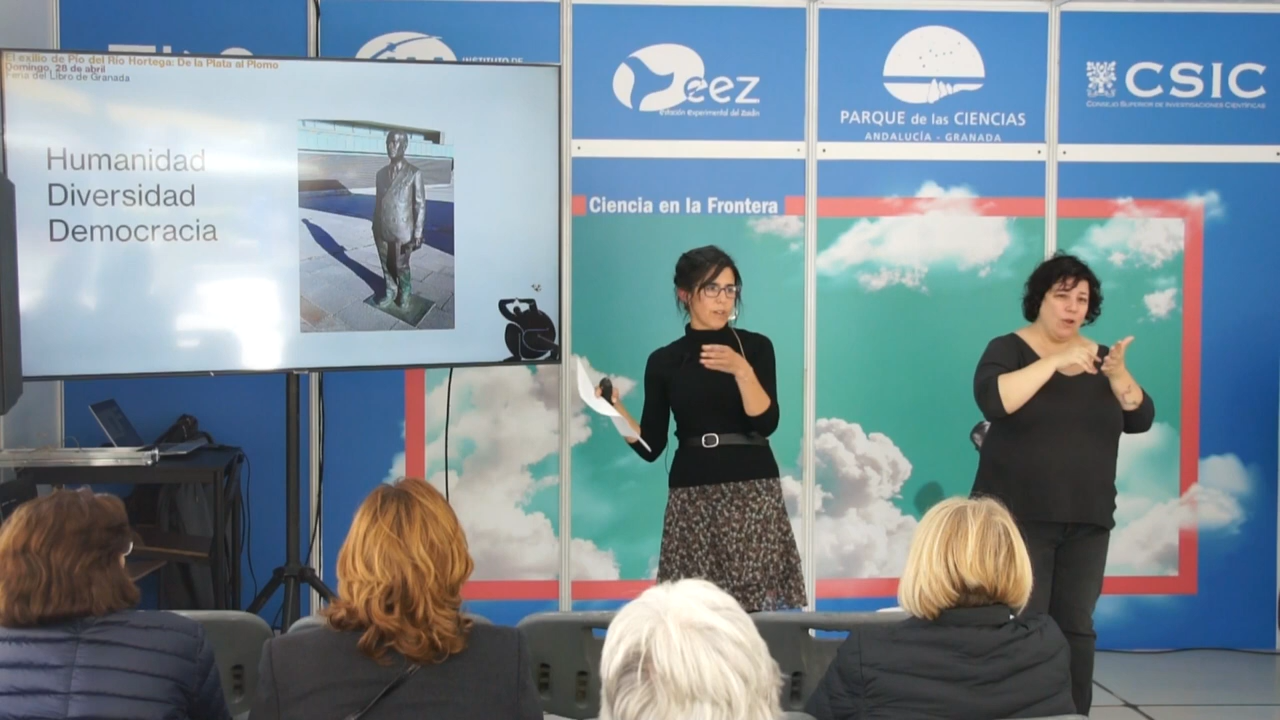 El exilio de Pío del Río Hortega: De la Plata al Plomo
Domingo, 28 de abril
Feria del Libro de Granada
Humanidad
Diversidad
Democracia
INSTITUTO DE
eez
Estación Experimental del Zaidín
PARQUE de las CIENCIAS
ANDALUCÍA - GRANADA
CSIC
CONSEJO SUPERIOR DE INVESTIGACIONES CIENTÍFICAS
Ciencia en la Frontera